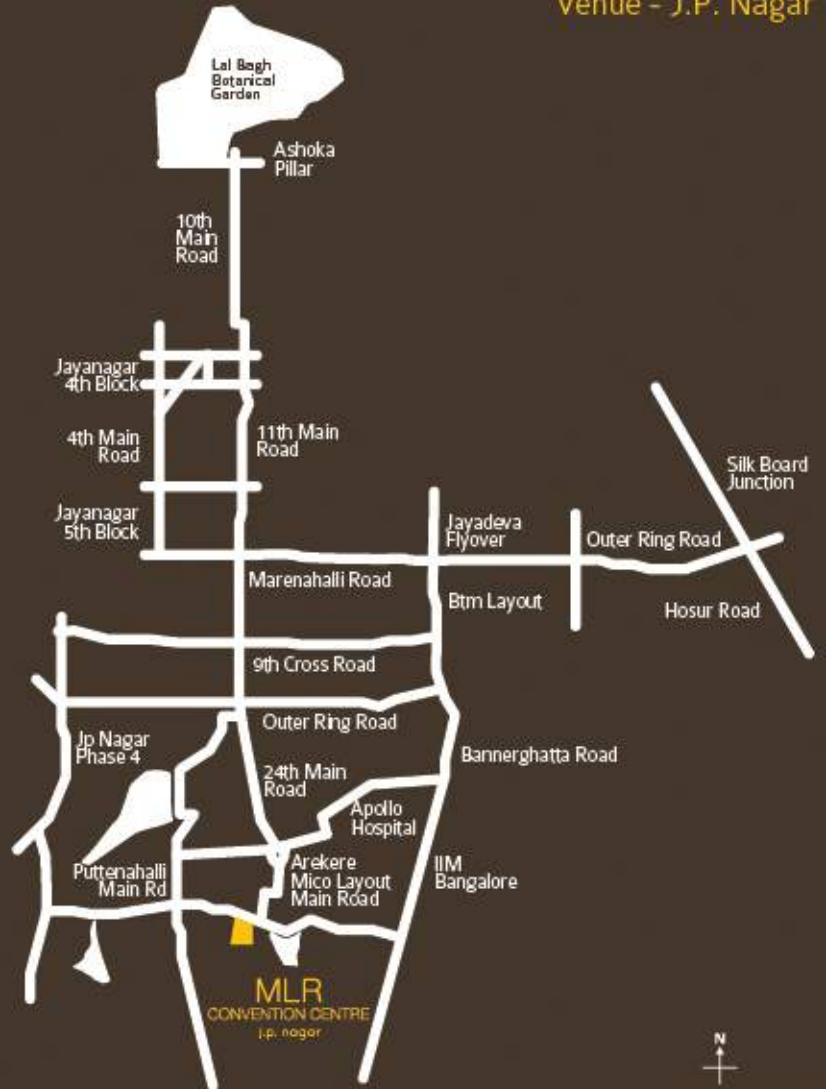 Venue - J.P. Nagar
Lal Bagh
Botanical
Garden
Ashoka
Pillar
10th
Main
Road
Jayanagar
4th Block
4th Main
Road
11th Main
Road
Silk Board
Junction
Jayanagar
5th Block
Jayadeva
Flyover
Outer Ring Road
Marenahalli Road
Btm Layout
Hosur Road
9th Cross Road
Outer Ring Road
Jp Nagar
Phase 4
24th Main
Road
Bannerghatta Road
Apollo
Hospital
Puttenahalli
Main Rd
Arekere
Mico Layout
Main Road
IIM
Bangalore
MLR
CONVENTION CENTRE
j.p. nagar
N